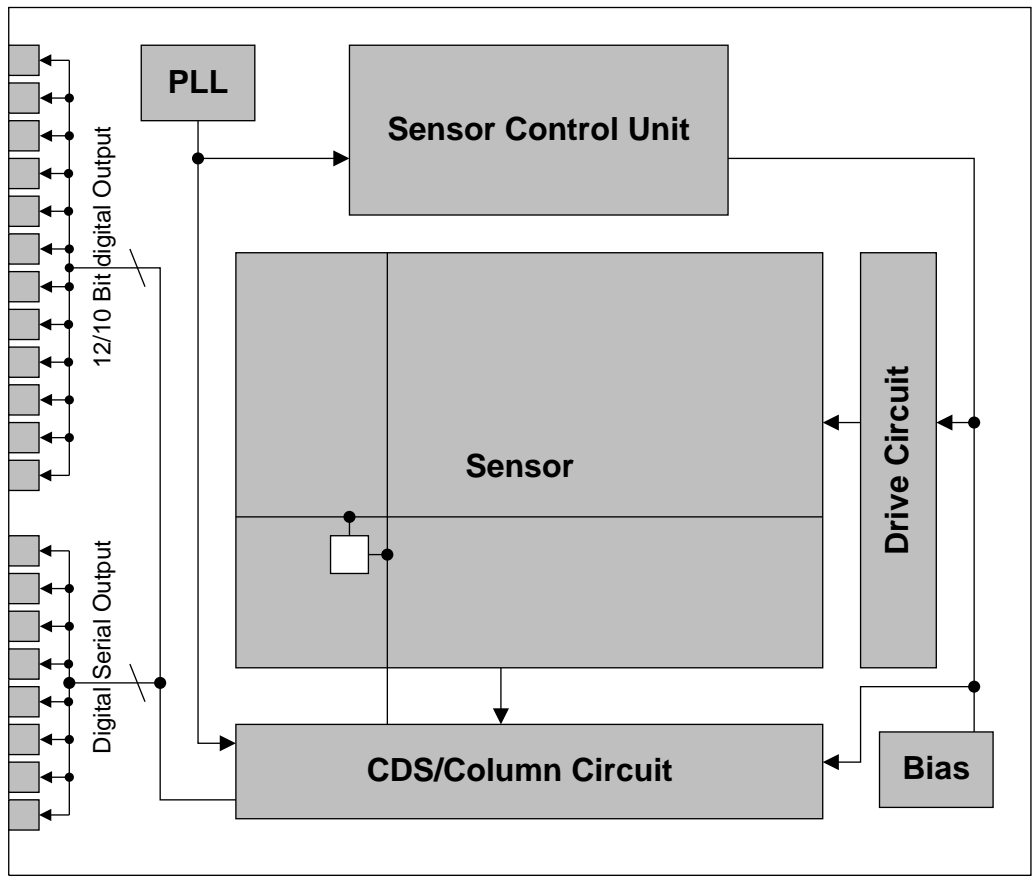 PLL
Sensor Control Unit
12/10 Bit digital Output
Sensor
Drive Circuit
Digital Serial Output
CDS/Column Circuit
Bias